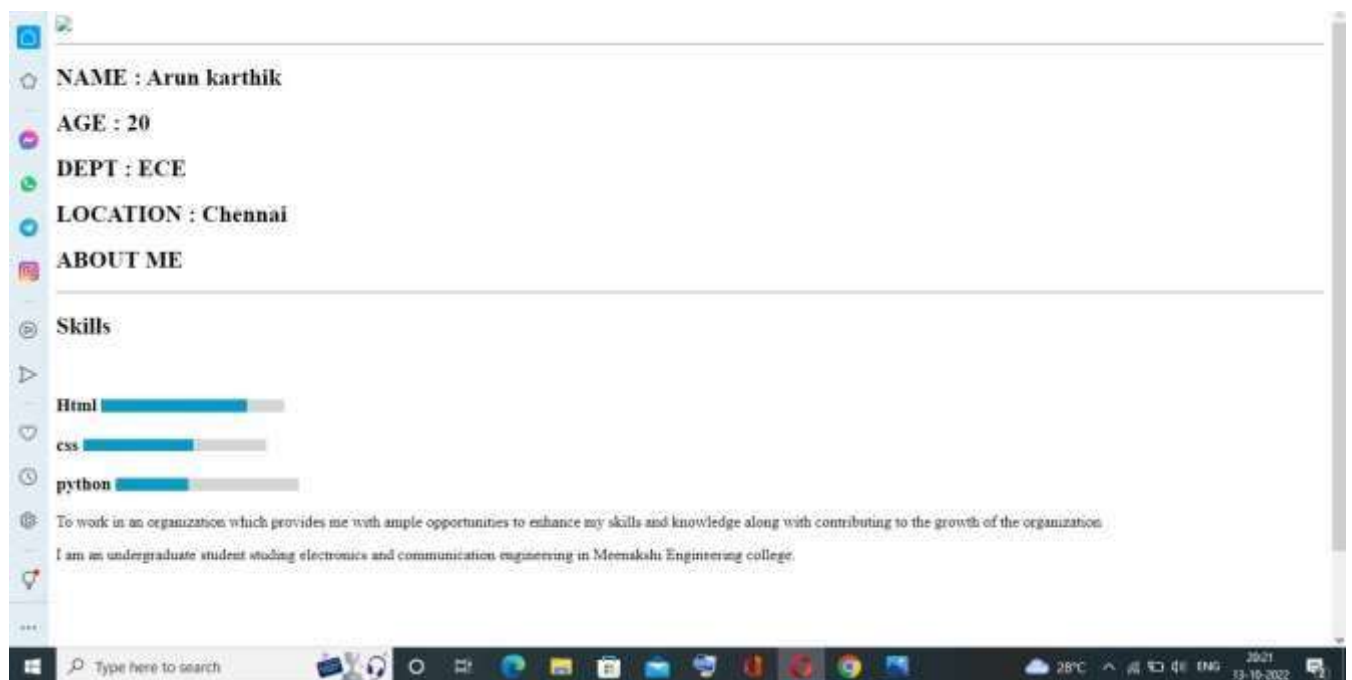 NAME : Arun karthik
AGE : 20
DEPT : ECE
LOCATION : Chennai
ABOUT ME
Skills
Html
css
python
To work in an organization which provides me with ample opportunities to enhance my skills and knowledge along with contributing to the growth of the organization
I am an undergraduate student studing electronics and communication engineering in Meenakshi Engineering college.
Type here to search
28°C
ENG
20:21
13-10-2022